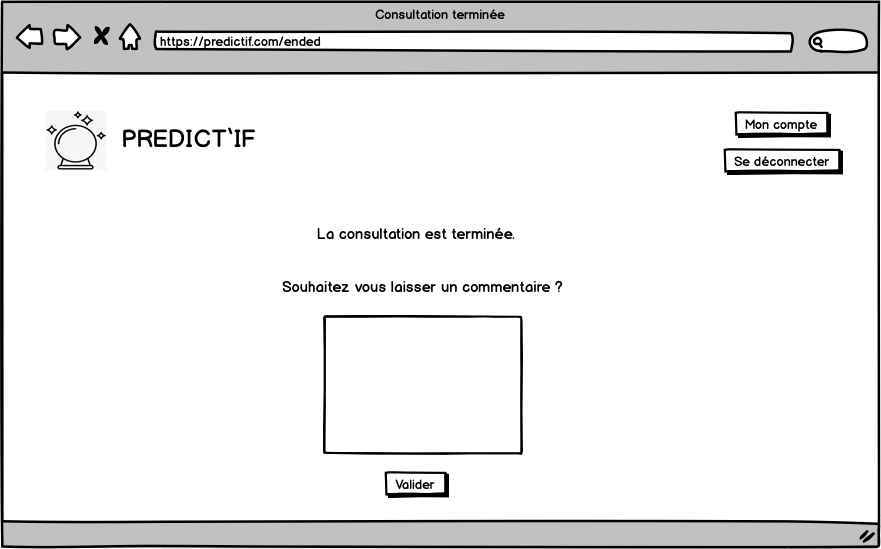 Consultation terminée
https://predictif.com/ended
PREDICT'IF
Mon compte
Se déconnecter
La consultation est terminée.
Souhaitez vous laisser un commentaire ?
Valider